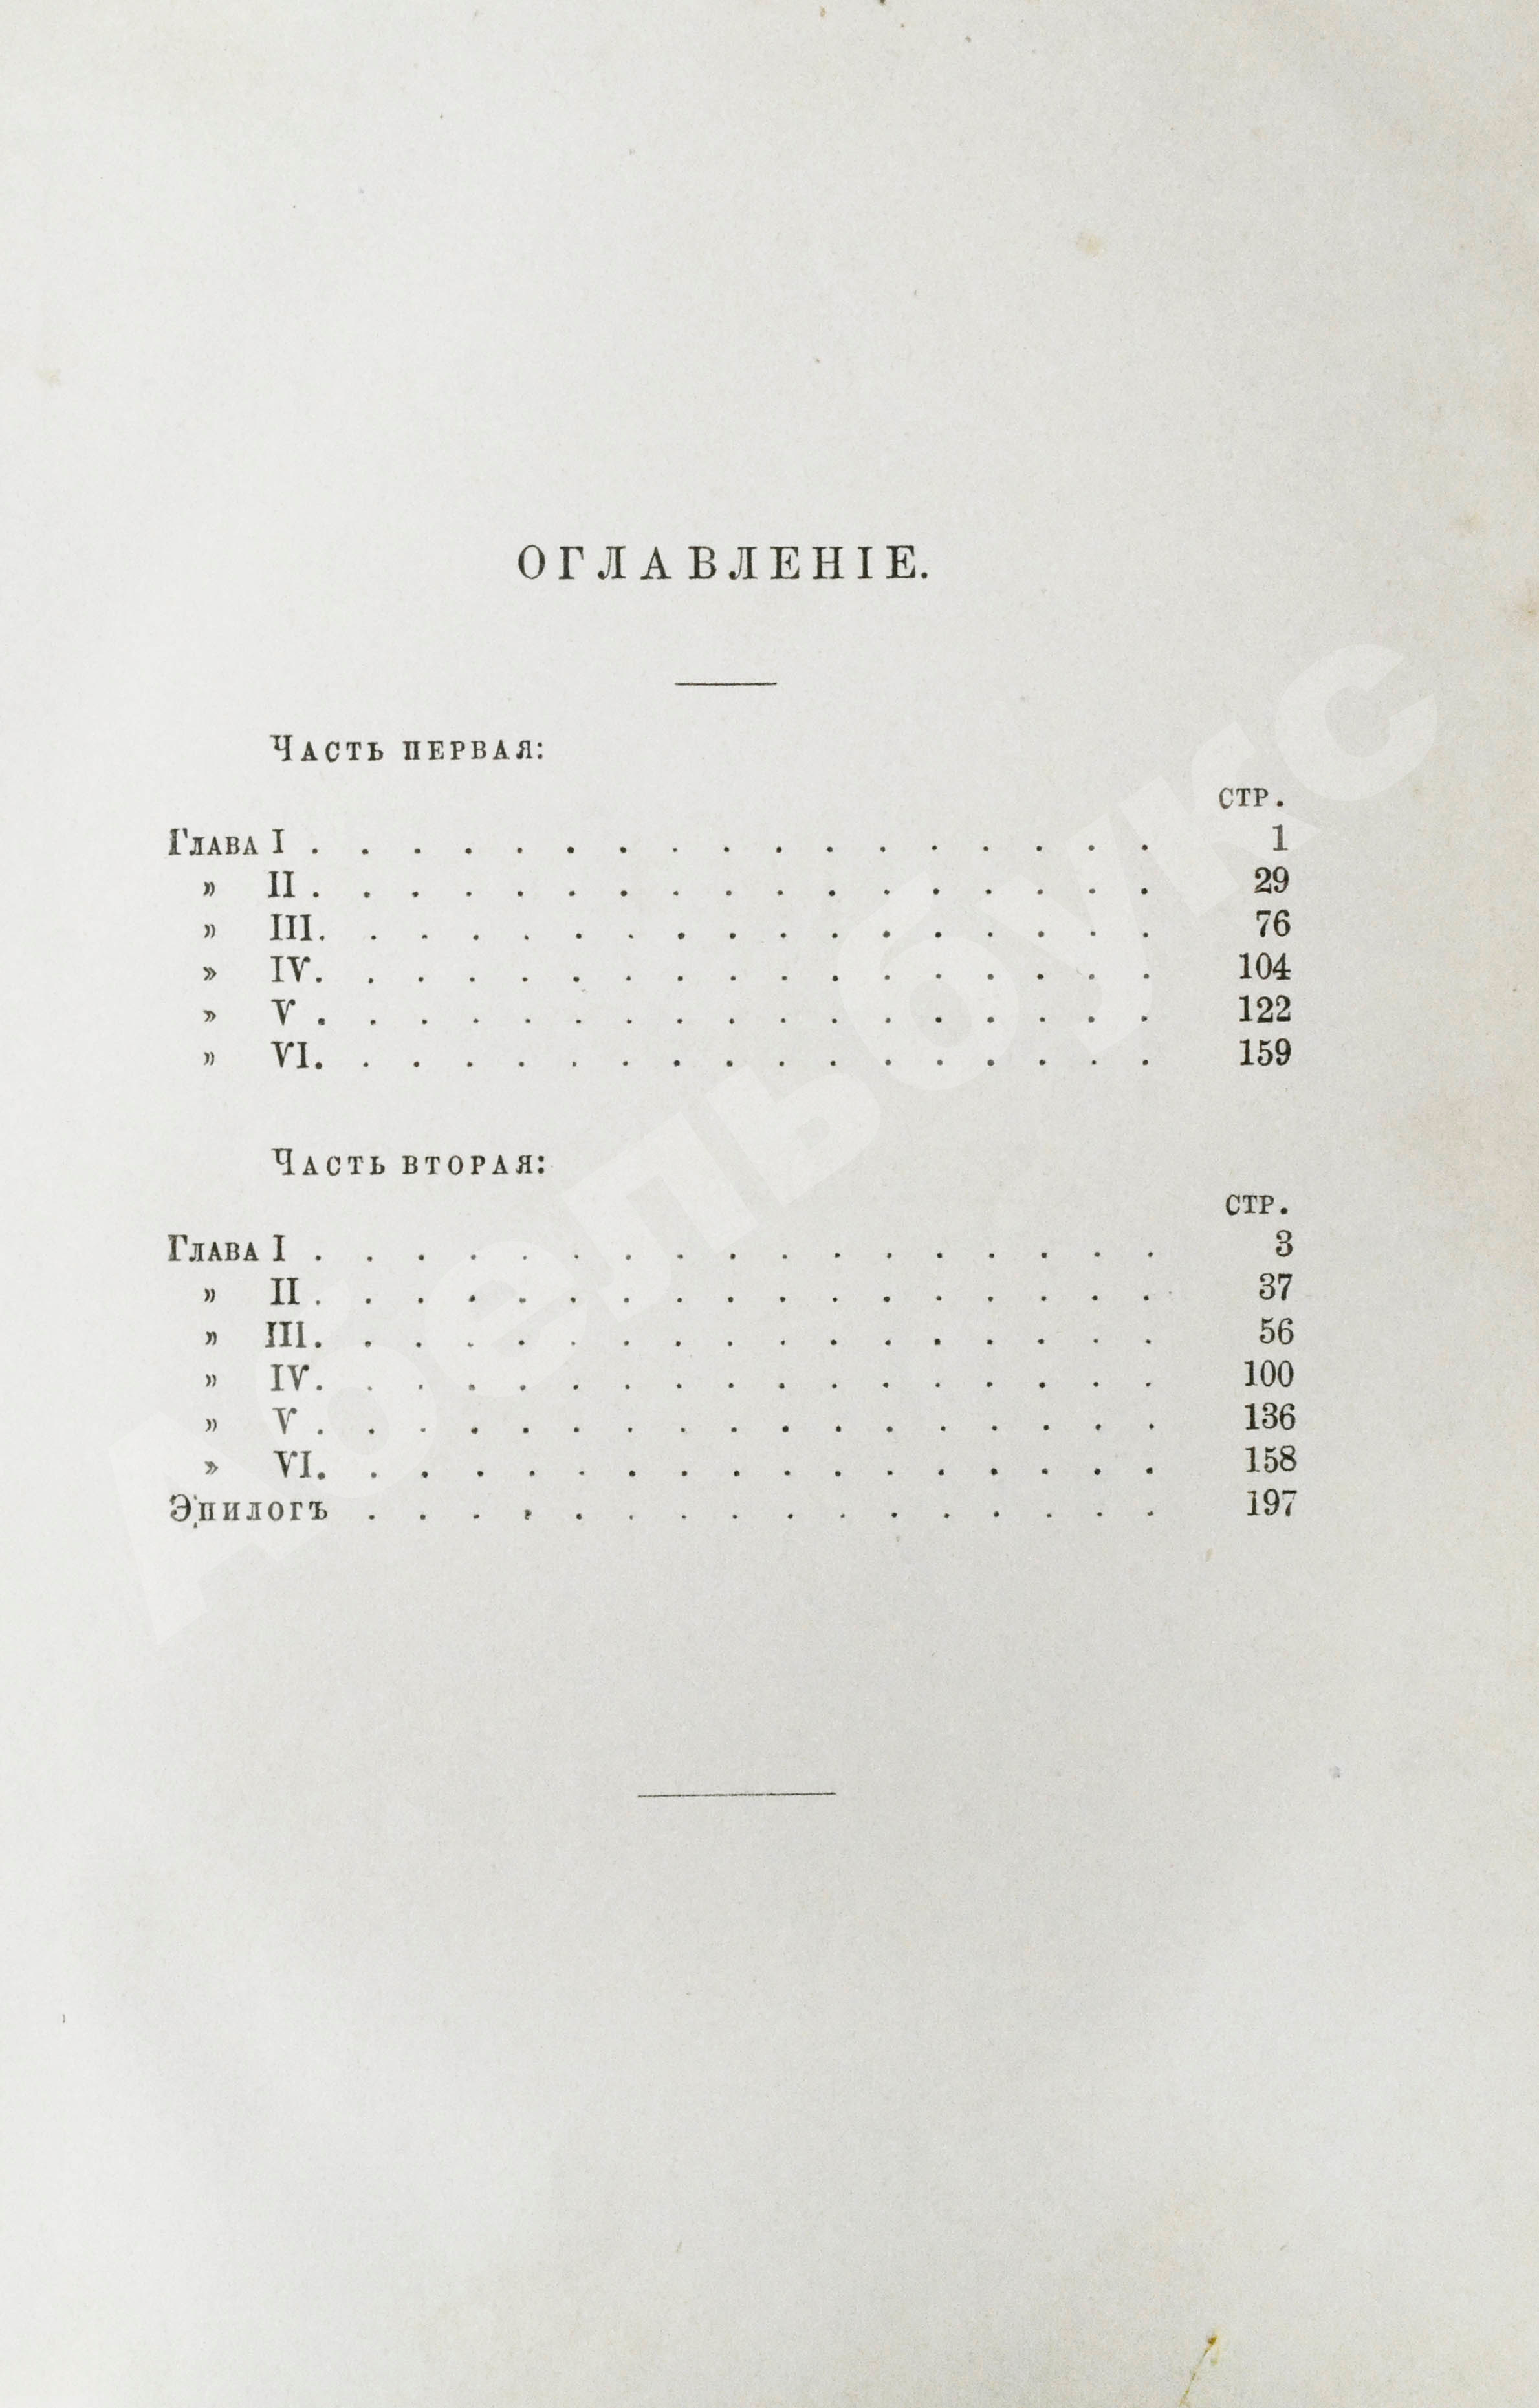 ОГЛАВЛЕНІЕ.
Часть первая:
стр.
Глава I . . . . . . . . . . . . . . . . . 1
» II . . . . . . . . . . . . . . . . . 29
» III. . . . . . . . . . . . . . . . . 76
» IV. . . . . . . . . . . . . . . . . 104
» V . . . . . . . . . . . . . . . . . 122
» VI. . . . . . . . . . . . . . . . . 159
Часть вторая:
стр.
Глава I . . . . . . . . . . . . . . . . . 3
» II . . . . . . . . . . . . . . . . . 37
» III. . . . . . . . . . . . . . . . . 56
» IV. . . . . . . . . . . . . . . . . 100
» V . . . . . . . . . . . . . . . . . 136
» VI. . . . . . . . . . . . . . . . . 158
Эпилогъ . . . . . . . . . . . . . . . . 197
Абельбукс